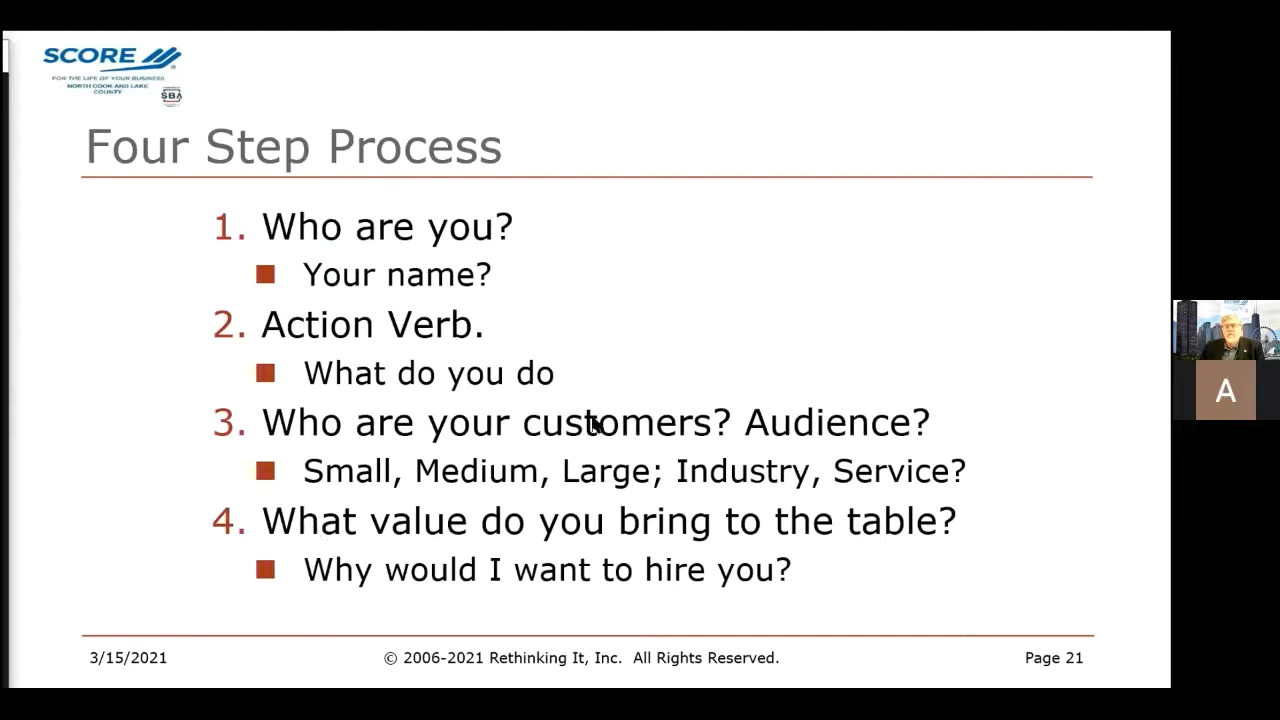 SCORE
FOR THE LIFE OF YOUR BUSINESS
NORTH COOK AND LAKE
COUNTY
SBA
Four Step Process
1. Who are you?
Your name?
2. Action Verb.
What do you do
3. Who are your customers? Audience?
Small, Medium, Large; Industry, Service?
4. What value do you bring to the table?
Why would I want to hire you?
3/15/2021
© 2006-2021 Rethinking It, Inc. All Rights Reserved.
Page 21
SCORE
A